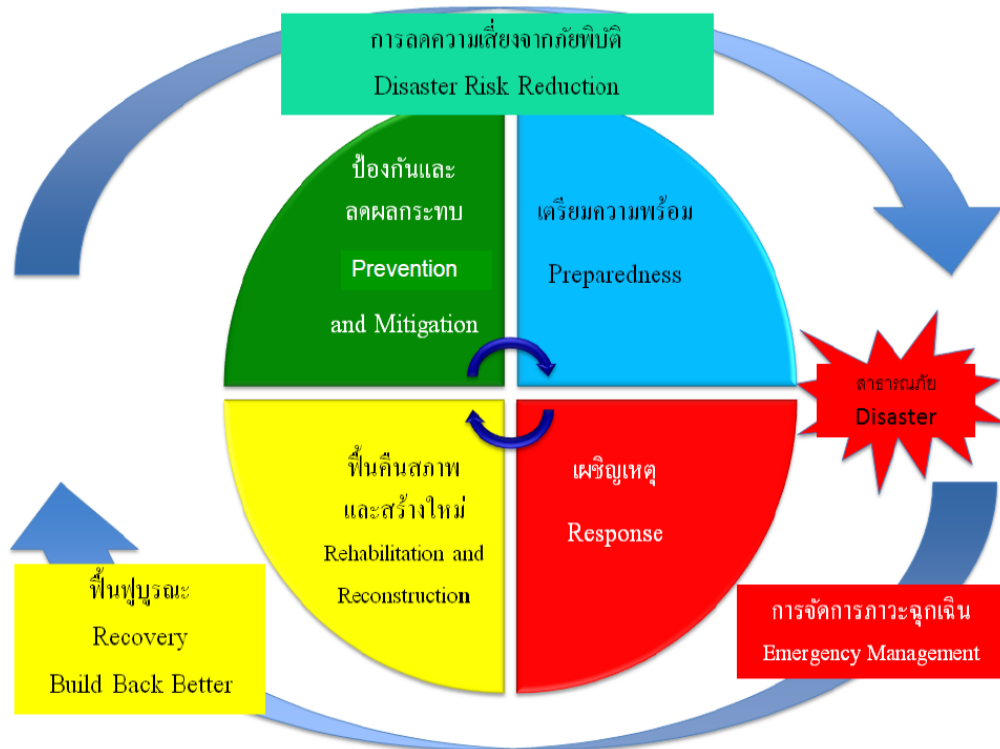 การลดความเสี่ยงจากภัยพิบัติ
Disaster Risk Reduction
ป้องกันและ
ลดผลกระทบ
Prevention
and Mitigation
เตรียมความพร้อม
Preparedness
สาธารณภัย
Disaster
ฟื้นคืนสภาพ
และสร้างใหม่
Rehabilitation and
Reconstruction
เผชิญเหตุ
Response
ฟื้นฟูบูรณะ
Recovery
Build Back Better
การจัดการภาวะฉุกเฉิน
Emergency Management